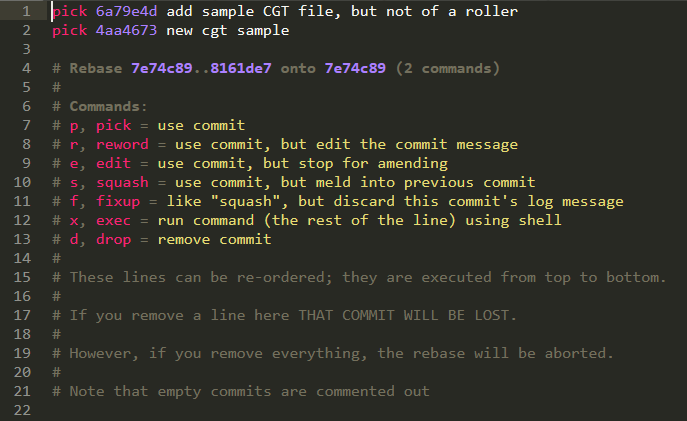 1 pick 6a79e4d add sample CGT file, but not of a roller
2 pick 4aa4673 new cgt sample
3
4 # Rebase 7e74c89..8161de7 onto 7e74c89 (2 commands)
5 #
6 # Commands:
7 # p, pick = use commit
8 # r, reword = use commit, but edit the commit message
9 # e, edit = use commit, but stop for amending
10 # s, squash = use commit, but meld into previous commit
11 # f, fixup = like "squash", but discard this commit's log message
12 # x, exec = run command (the rest of the line) using shell
13 # d, drop = remove commit
14 #
15 # These lines can be re-ordered; they are executed from top to bottom.
16 #
17 # If you remove a line here THAT COMMIT WILL BE LOST.
18 #
19 # However, if you remove everything, the rebase will be aborted.
20 #
21 # Note that empty commits are commented out
22